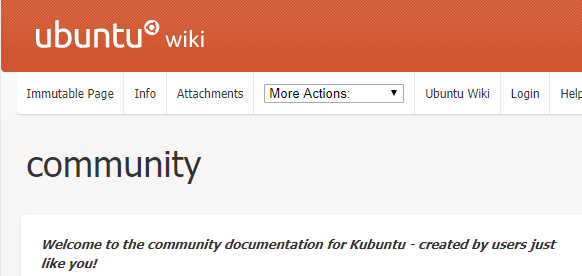 ubuntu wiki
Immutable Page Info Attachments More Actions: Ubuntu Wiki Login Help
community
Welcome to the community documentation for Kubuntu - created by users just
like you!